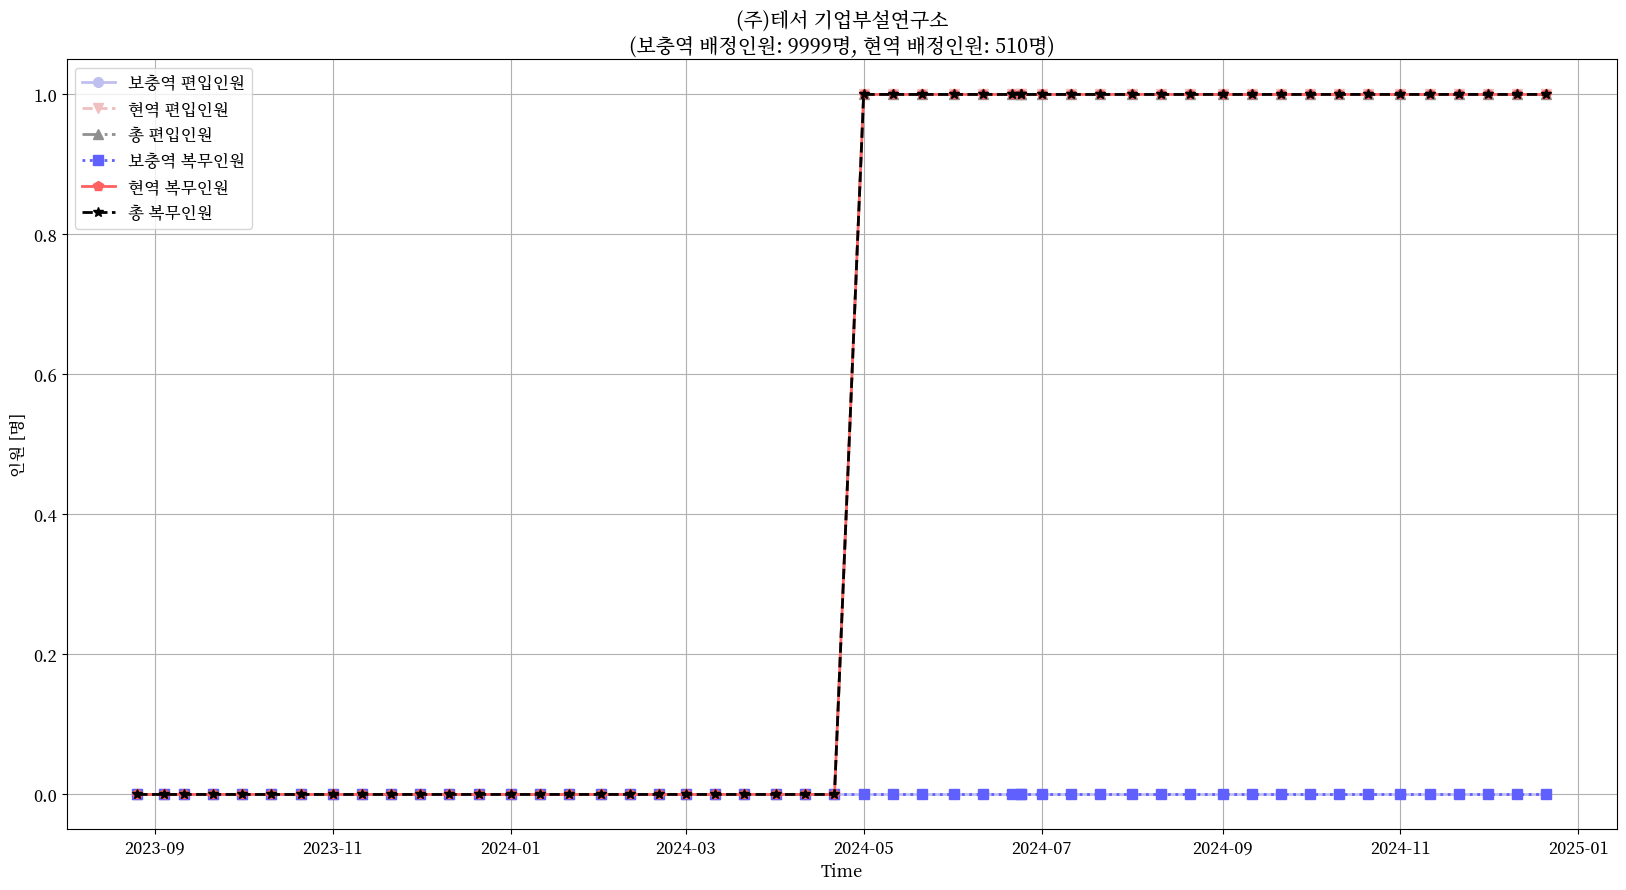 (주)테서 기업부설연구소
(보충역 배정인원: 9999명, 현역 배정인원: 510명)
보충역 편입인원
현역 편입인원
총 편입인원
보충역 복무인원
현역 복무인원
총 복무인원
인원 [명]
1.0
0.8
0.6
0.4
0.2
0.0
2023-09 2023-11 2024-01 2024-03 2024-05 2024-07 2024-09 2024-11 2025-01
Time